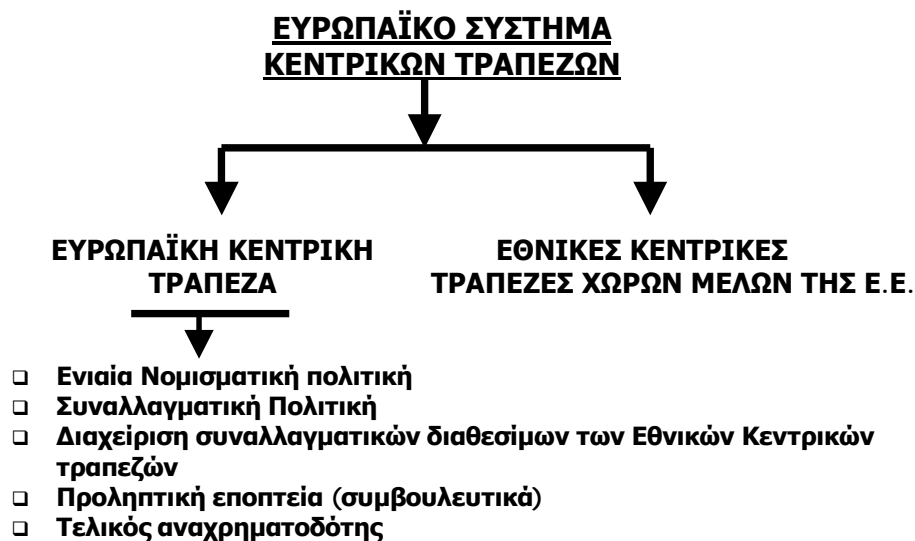 ΕΥΡΩΠΑΪΚΟ ΣΥΣΤΗΜΑ
ΚΕΝΤΡΙΚΩΝ ΤΡΑΠΕΖΩΝ
ΕΥΡΩΠΑΪΚΗ ΚΕΝΤΡΙΚΗ
ΤΡΑΠΕΖΑ
ΕΘΝΙΚΕΣ ΚΕΝΤΡΙΚΕΣ
ΤΡΑΠΕΖΕΣ ΧΩΡΩΝ ΜΕΛΩΝ ΤΗΣ Ε.Ε.
❑ Ενιαία Νομισματική πολιτική
❑ Συναλλαγματική Πολιτική
❑ Διαχείριση συναλλαγματικών διαθεσίμων των Εθνικών Κεντρικών
τραπεζών
❑ Προληπτική εποπτεία (συμβουλευτικά)
❑ Τελικός αναχρηματοδότης